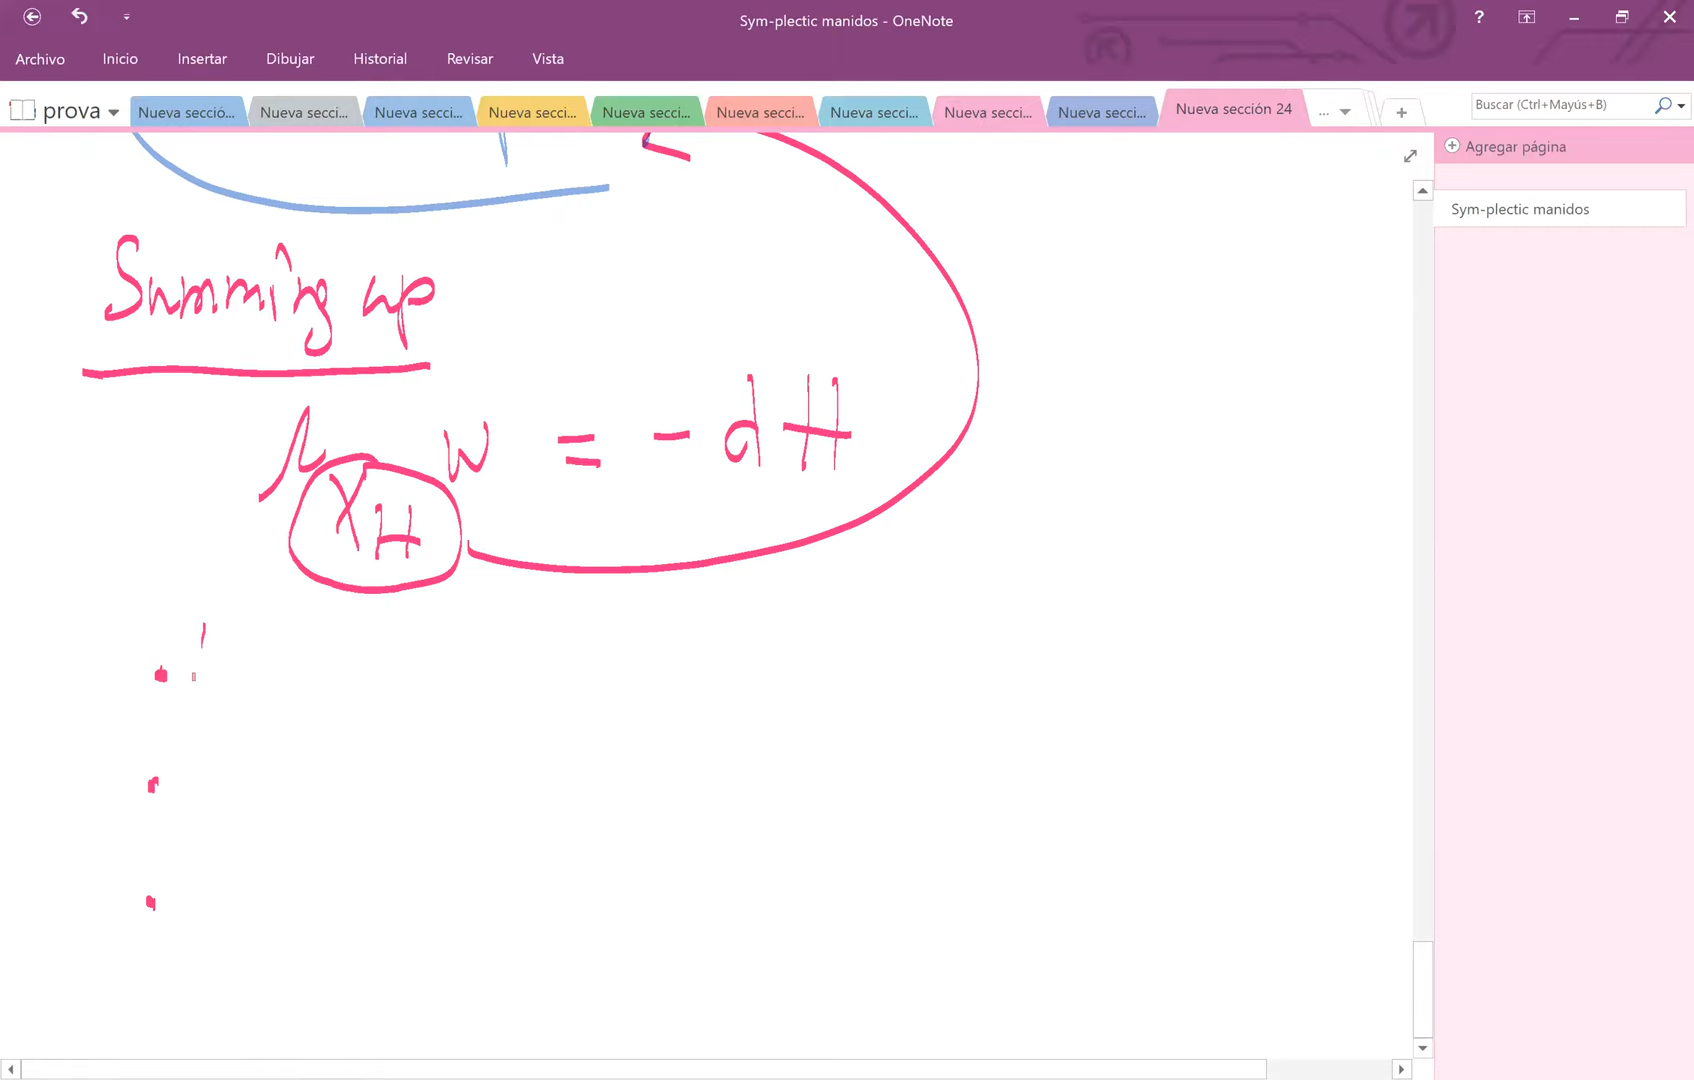 Sym-plectic manidos - OneNote
?
Archivo Inicio Insertar Dibujar Historial Revisar Vista
prova Nueva secció... Nueva secci... Nueva secci... Nueva secci... Nueva secci... Nueva secci... Nueva secci... Nueva secci... Nueva secci... Nueva sección 24 ... + Buscar (Ctrl+Mayús+B)
Agregar página
Sym-plectic manidos
Summing up
ι_{X_H} ω = - dH